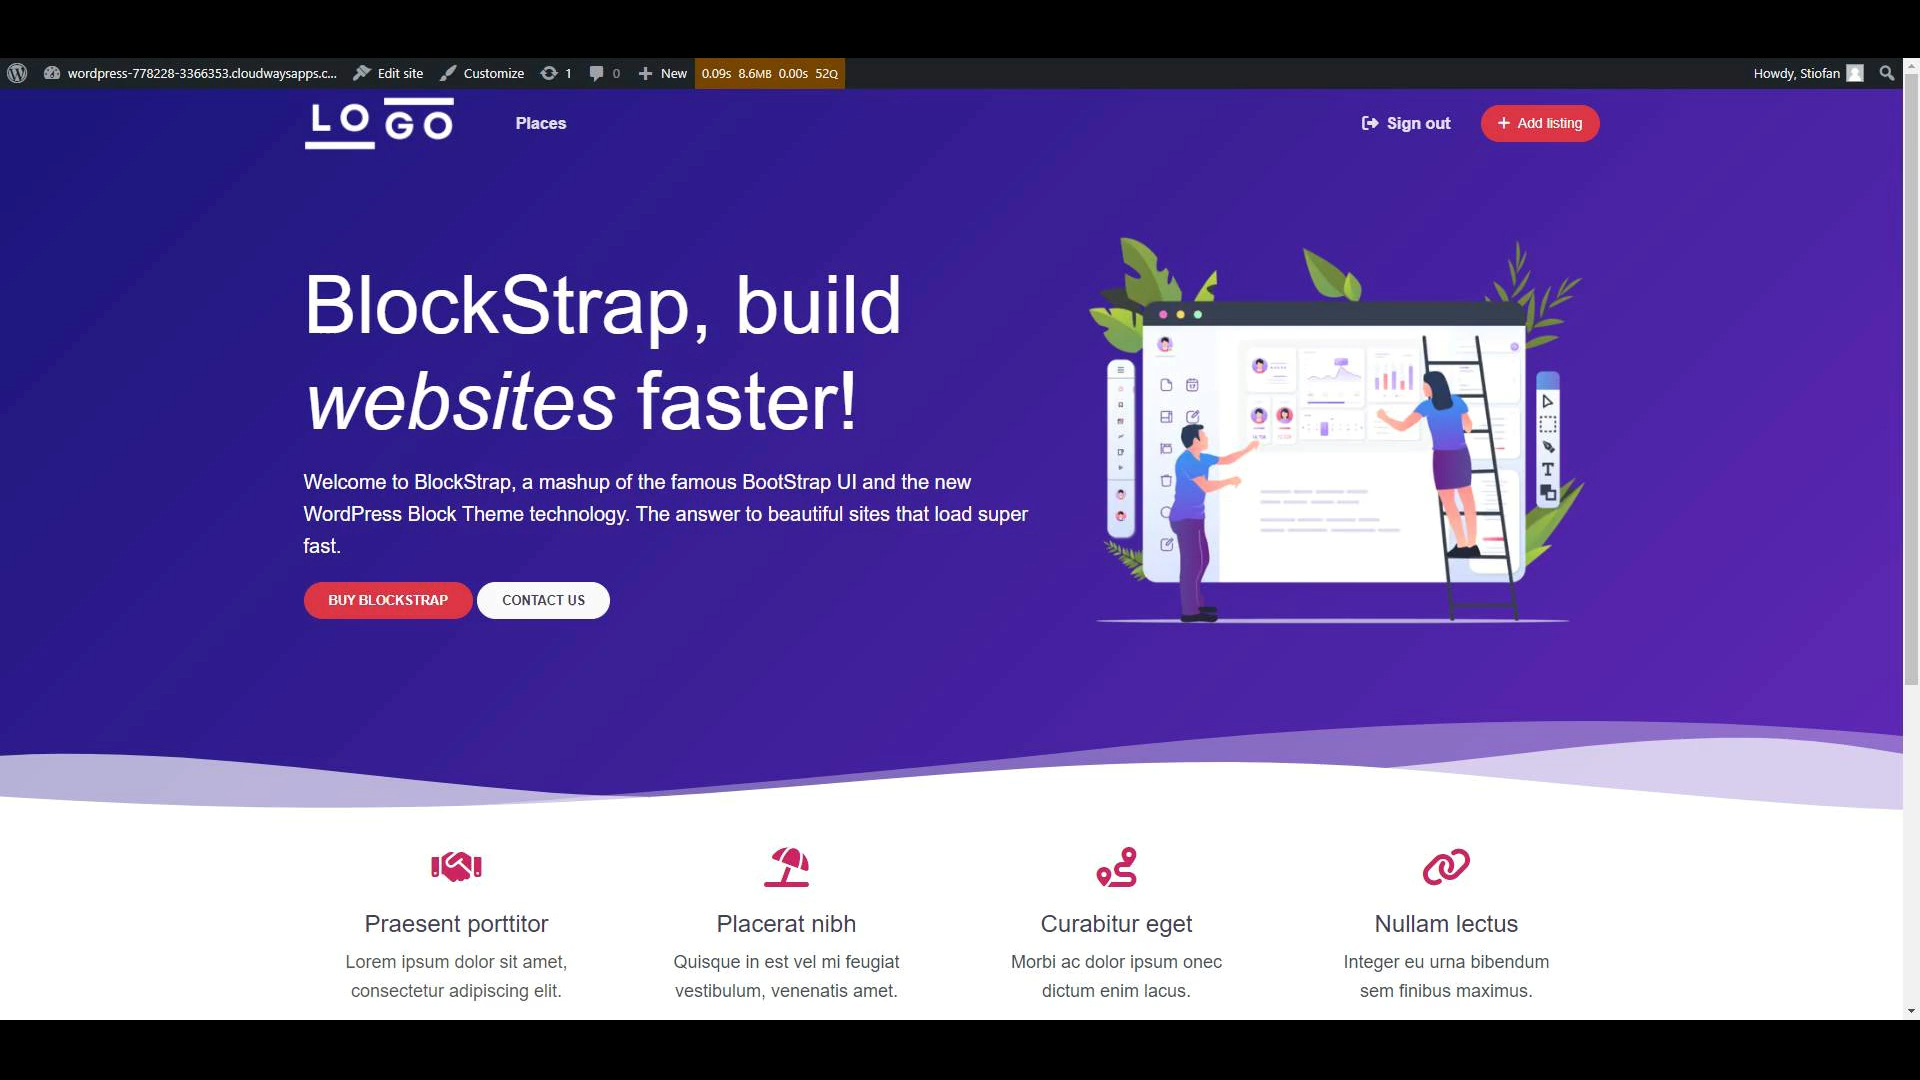 wordpress-778228-3366353.cloudwaysapps.c... Edit site Customize 1 0 New 0.09s 8.6MB 0.00s 52Q Howdy, Stiofan
LOGO Places Sign out + Add listing
BlockStrap, build
websites faster!
Welcome to BlockStrap, a mashup of the famous BootStrap UI and the new
WordPress Block Theme technology. The answer to beautiful sites that load super
fast.
BUY BLOCKSTRAP CONTACT US
Praesent porttitor
Lorem ipsum dolor sit amet,
consectetur adipiscing elit.
Placerat nibh
Quisque in est vel mi feugiat
vestibulum, venenatis amet.
Curabitur eget
Morbi ac dolor ipsum onec
dictum enim lacus.
Nullam lectus
Integer eu urna bibendum
sem finibus maximus.